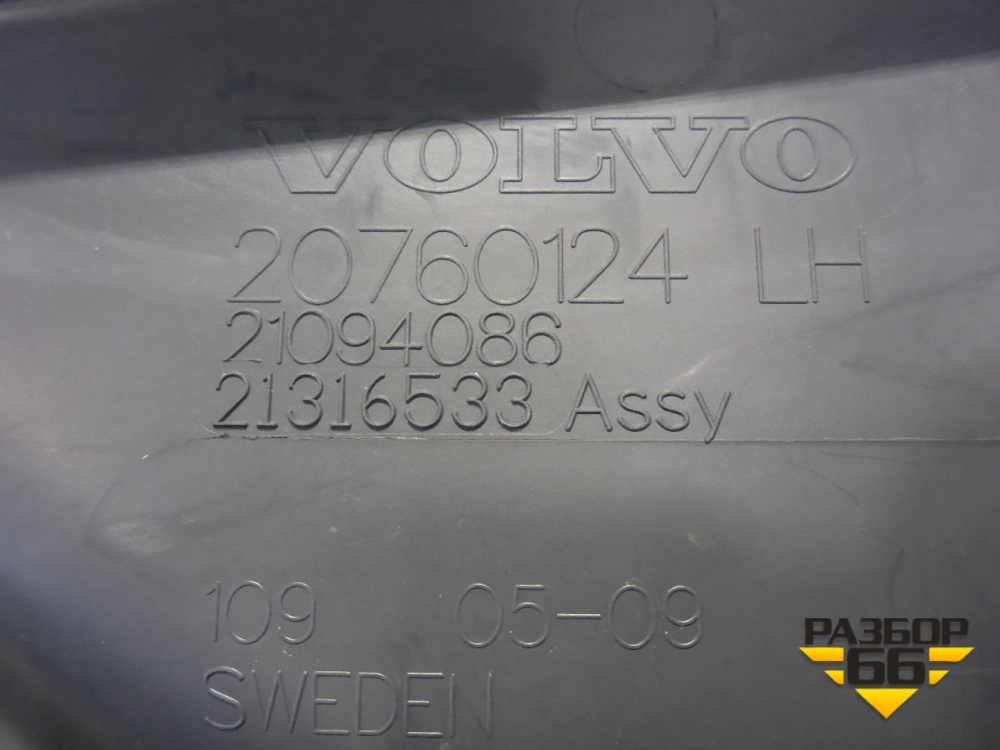 VOLVO
20760124 LH
21094086
21316533 Assy
109 05-09
SWEDEN
РАЗБОР
66